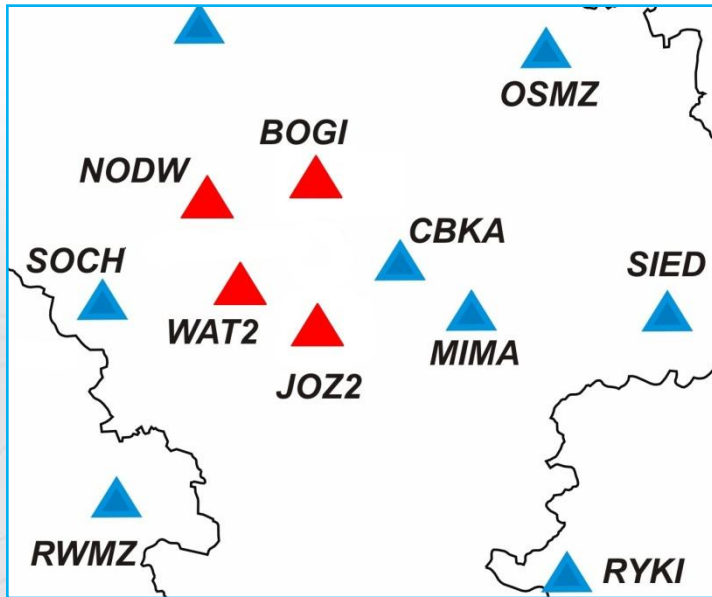 OSMZ
BOGI
NODW
CBKA
SOCH
SIED
WAT2
MIMA
JOZ2
RWMZ
RYKI